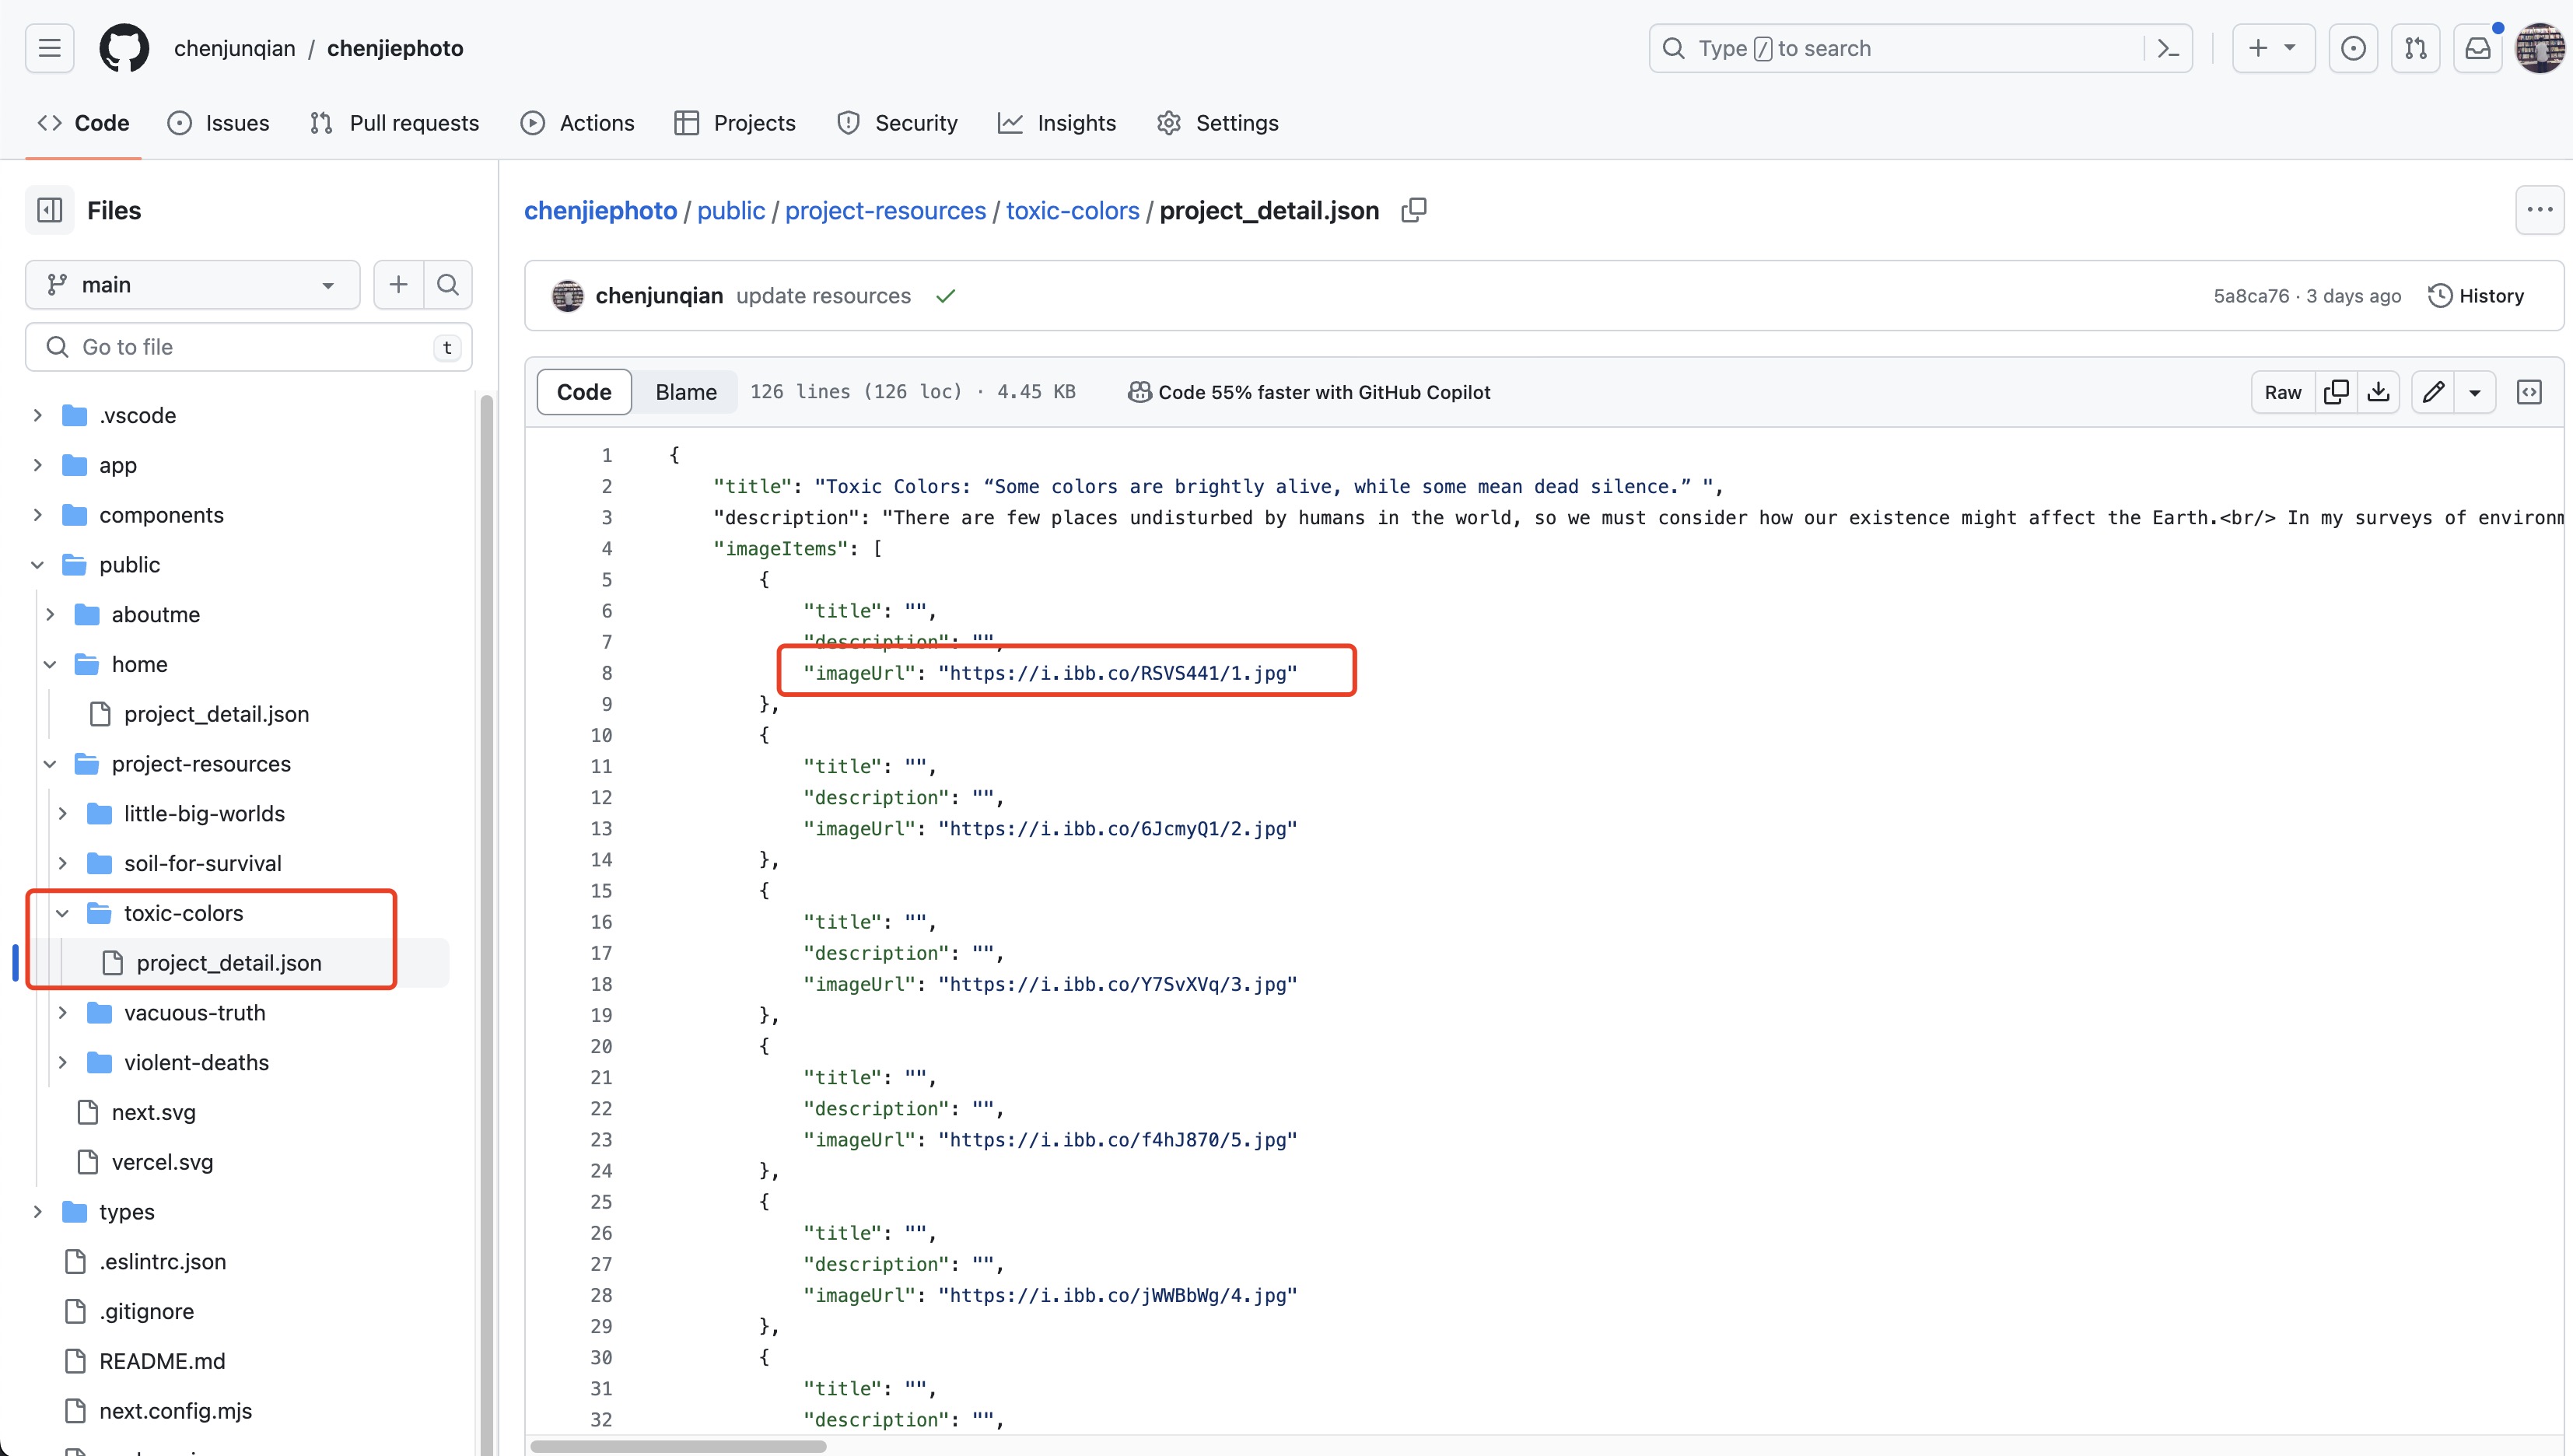 chenjunqian / chenjiephoto
Type / to search
Code
Issues
Pull requests
Actions
Projects
Security
Insights
Settings
Files
main
Go to file
t
.vscode
app
components
public
aboutme
home
project_detail.json
project-resources
little-big-worlds
soil-for-survival
toxic-colors
project_detail.json
vacuous-truth
violent-deaths
next.svg
vercel.svg
types
.eslintrc.json
.gitignore
README.md
next.config.mjs
chenjiephoto / public / project-resources / toxic-colors / project_detail.json
chenjunqian update resources
5a8ca76 · 3 days ago
History
Code
Blame
126 lines (126 loc) · 4.45 KB
Code 55% faster with GitHub Copilot
Raw
1 {
2 "title": "Toxic Colors: “Some colors are brightly alive, while some mean dead silence.” ",
3 "description": "There are few places undisturbed by humans in the world, so we must consider how our existence might affect the Earth.<br/> In my surveys of environm
4 "imageItems": [
5 {
6 "title": "",
7 "description": "",
8 "imageUrl": "https://i.ibb.co/RSVS441/1.jpg"
9 },
10 {
11 "title": "",
12 "description": "",
13 "imageUrl": "https://i.ibb.co/6JcmyQ1/2.jpg"
14 },
15 {
16 "title": "",
17 "description": "",
18 "imageUrl": "https://i.ibb.co/Y7SvXVq/3.jpg"
19 },
20 {
21 "title": "",
22 "description": "",
23 "imageUrl": "https://i.ibb.co/f4hJ870/5.jpg"
24 },
25 {
26 "title": "",
27 "description": "",
28 "imageUrl": "https://i.ibb.co/jWWBbWg/4.jpg"
29 },
30 {
31 "title": "",
32 "description": "",